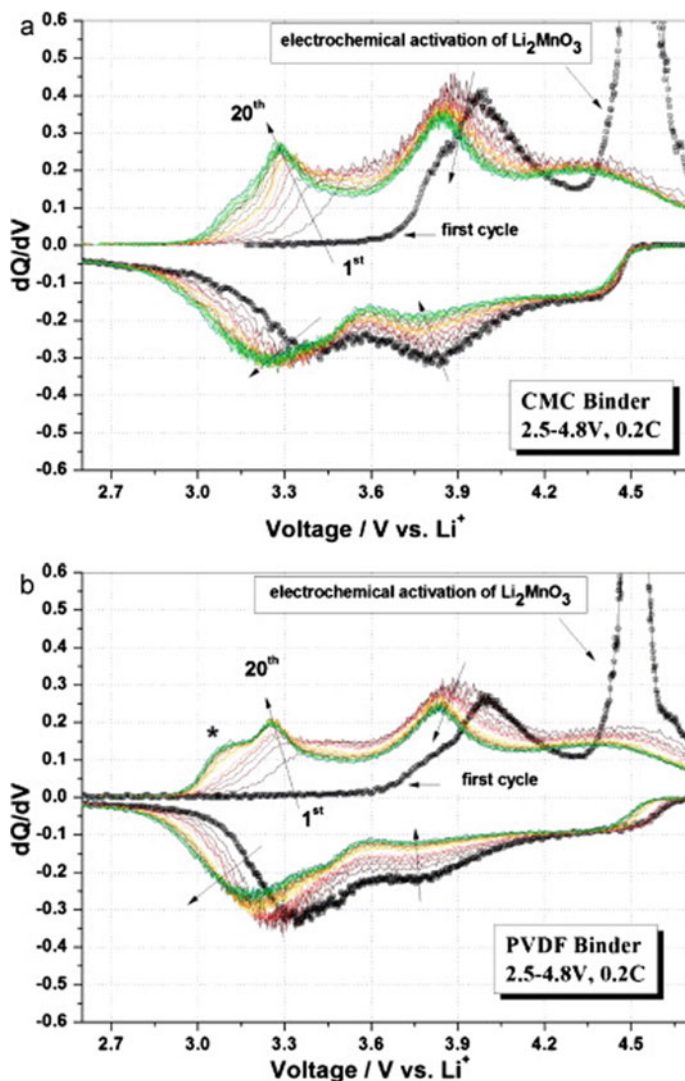 a
0.6
0.5
0.4
0.3
0.2
0.1
0.0
-0.1
-0.2
-0.3
-0.4
-0.5
-0.6
dQ/dV
electrochemical activation of Li₂MnO₃
20th
first cycle
1st
CMC Binder
2.5-4.8V, 0.2C
2.7 3.0 3.3 3.6 3.9 4.2 4.5
Voltage / V vs. Li⁺
b
0.6
0.5
0.4
0.3
0.2
0.1
0.0
-0.1
-0.2
-0.3
-0.4
-0.5
-0.6
dQ/dV
electrochemical activation of Li₂MnO₃
20th
*
first cycle
1st
PVDF Binder
2.5-4.8V, 0.2C
2.7 3.0 3.3 3.6 3.9 4.2 4.5
Voltage / V vs. Li⁺